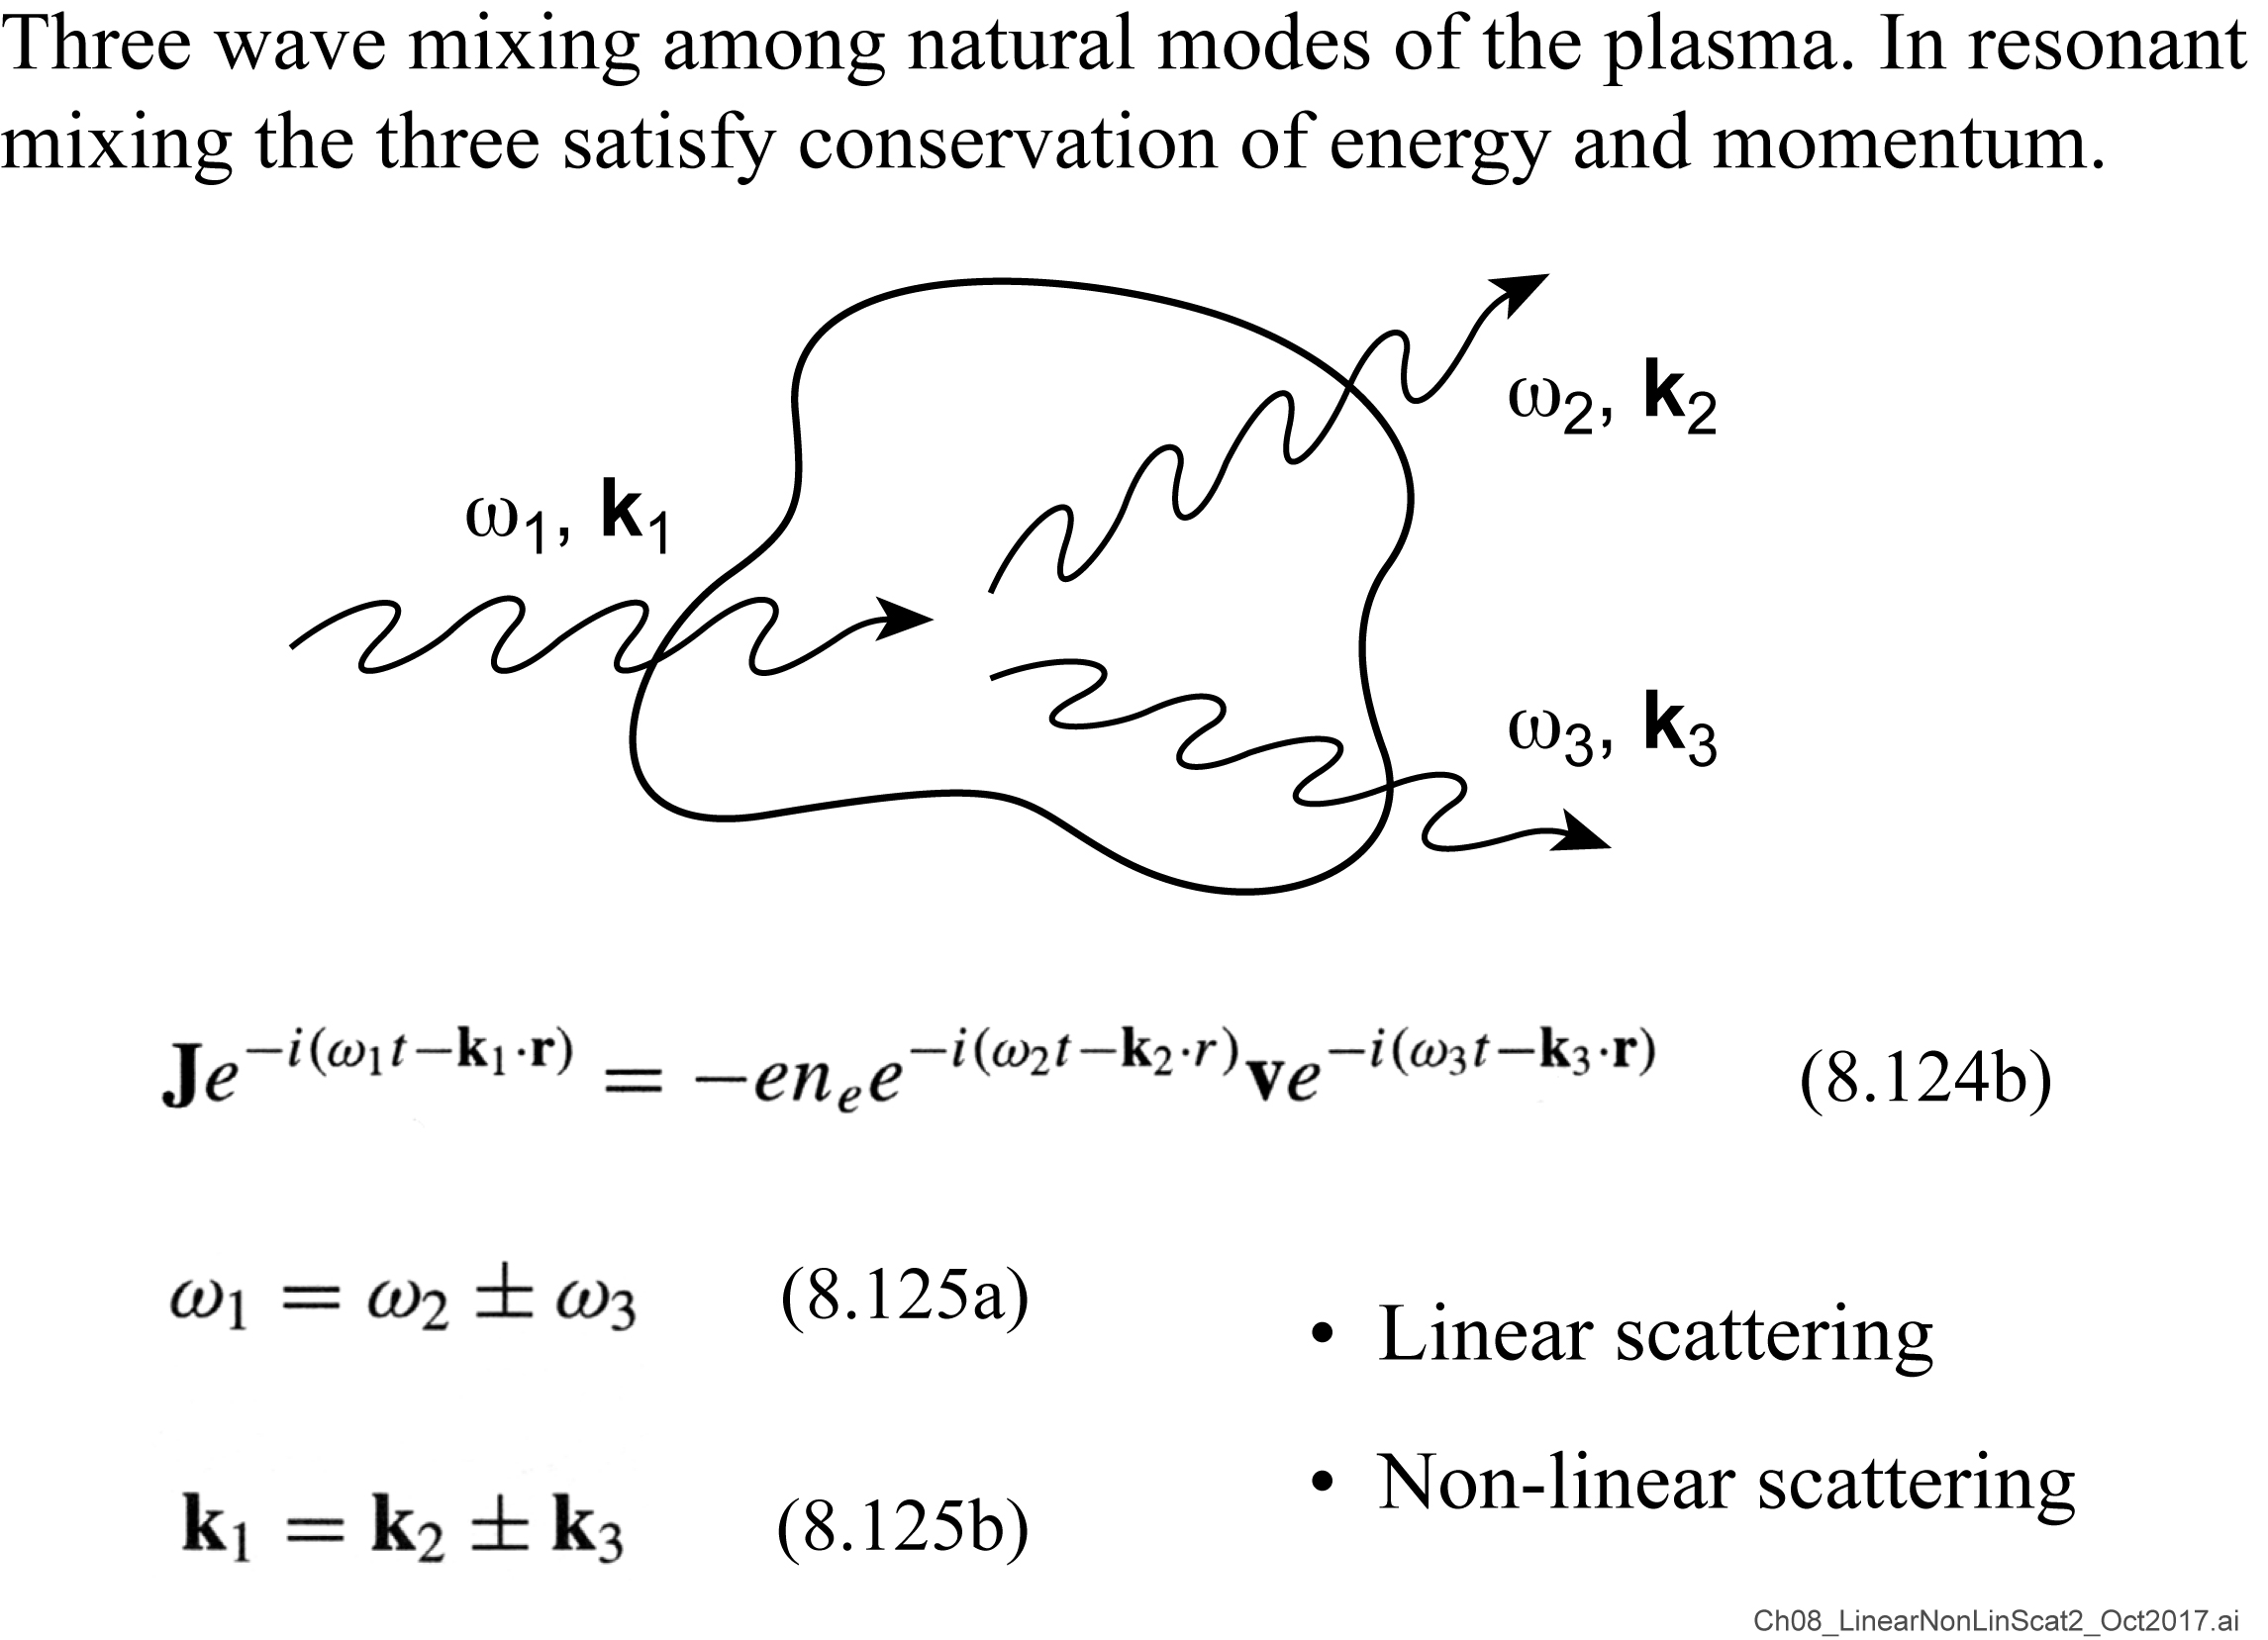 Three wave mixing among natural modes of the plasma. In resonant
mixing the three satisfy conservation of energy and momentum.
ω₂, k₂
ω₁, k₁
ω₃, k₃
Je^{−i(ω₁t−k₁·r)} = −en_e e^{−i(ω₂t−k₂·r)} ve^{−i(ω₃t−k₃·r)} (8.124b)
ω₁ = ω₂ ± ω₃ (8.125a)
• Linear scattering
• Non-linear scattering
k₁ = k₂ ± k₃ (8.125b)
Ch08_LinearNonLinScat2_Oct2017.ai